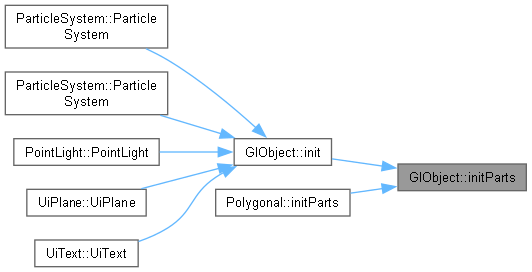 ParticleSystem::Particle
System
ParticleSystem::Particle
System
PointLight::PointLight
GlObject::init
GlObject::initParts
UiPlane::UiPlane
Polygonal::initParts
UiText::UiText